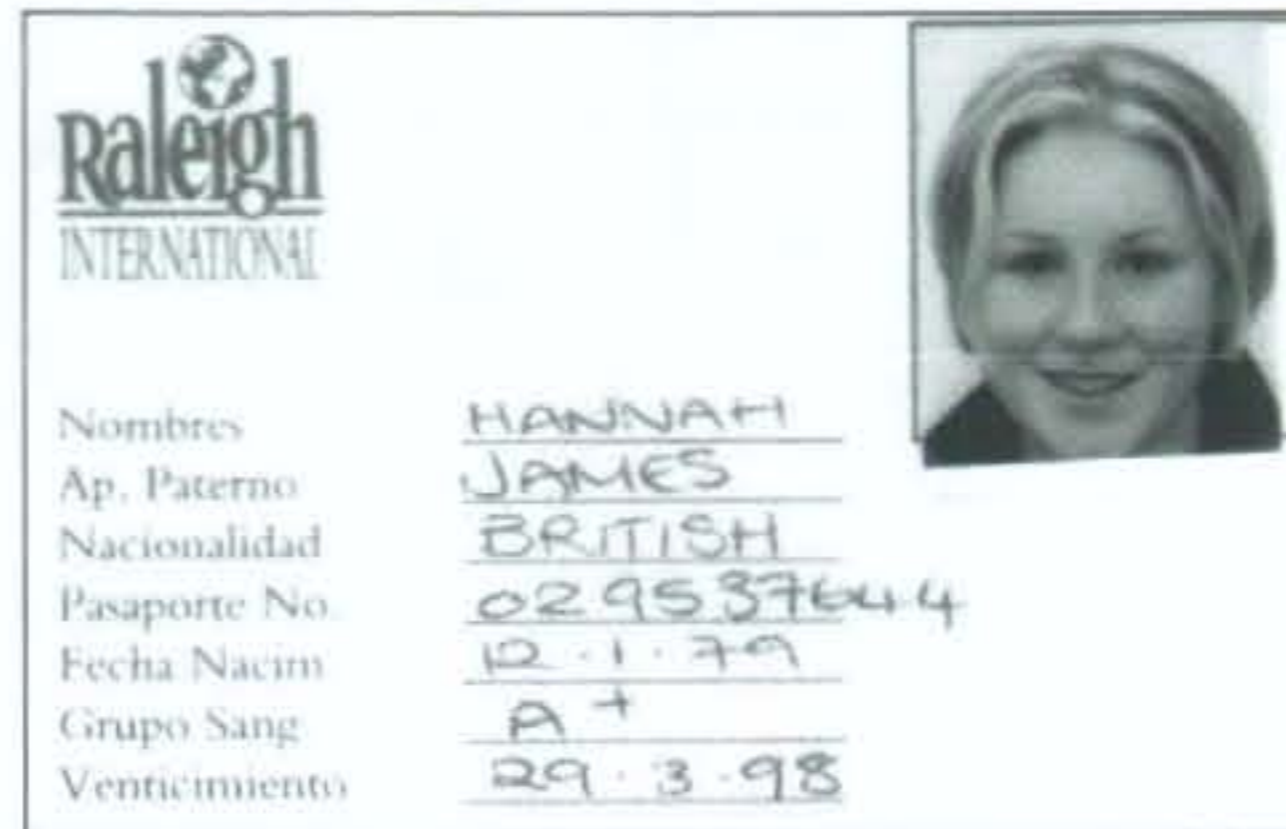 Raleigh
INTERNATIONAL
Nombres HANNAH
Ap. Paterno JAMES
Nacionalidad BRITISH
Pasaporte No. 029537644
Fecha Nacim 12.1.79
Grupo Sang A+
Venticimiento 29.3.98